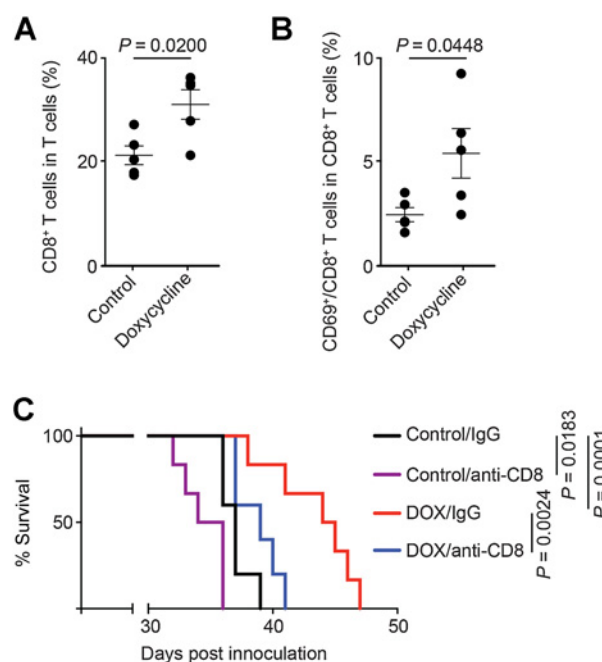 A
P = 0.0200
CD8+ T cells in T cells (%)
40
20
0
Control
Doxycycline
B
P = 0.0448
CD69+/CD8+ T cells in CD8+ T cells (%)
10
5
0
Control
Doxycycline
C
% Survival
100
50
30
40
50
Days post innoculation
Control/IgG
Control/anti-CD8
DOX/IgG
DOX/anti-CD8
P = 0.0024
P = 0.0183
P = 0.0001